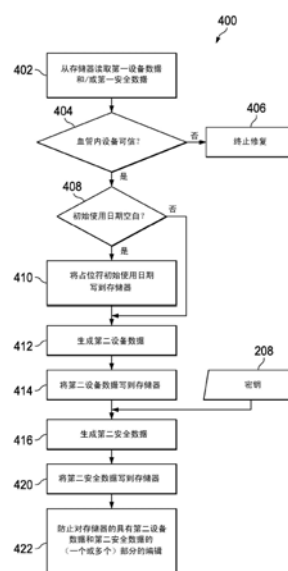 400
402
从存储器读取第一设备数据
和/或第一安全数据
404
406
血管内设备可信?
否
终止修复
是
408
初始使用日期空白?
否
是
410
将占位符初始使用日期
写到存储器
412
生成第二设备数据
208
414
将第二设备数据写到存储器
密钥
416
生成第二安全数据
420
将第二安全数据写到存储器
422
防止对存储器的具有第二设备
数据和第二安全数据的
(一个或多个)部分的编辑